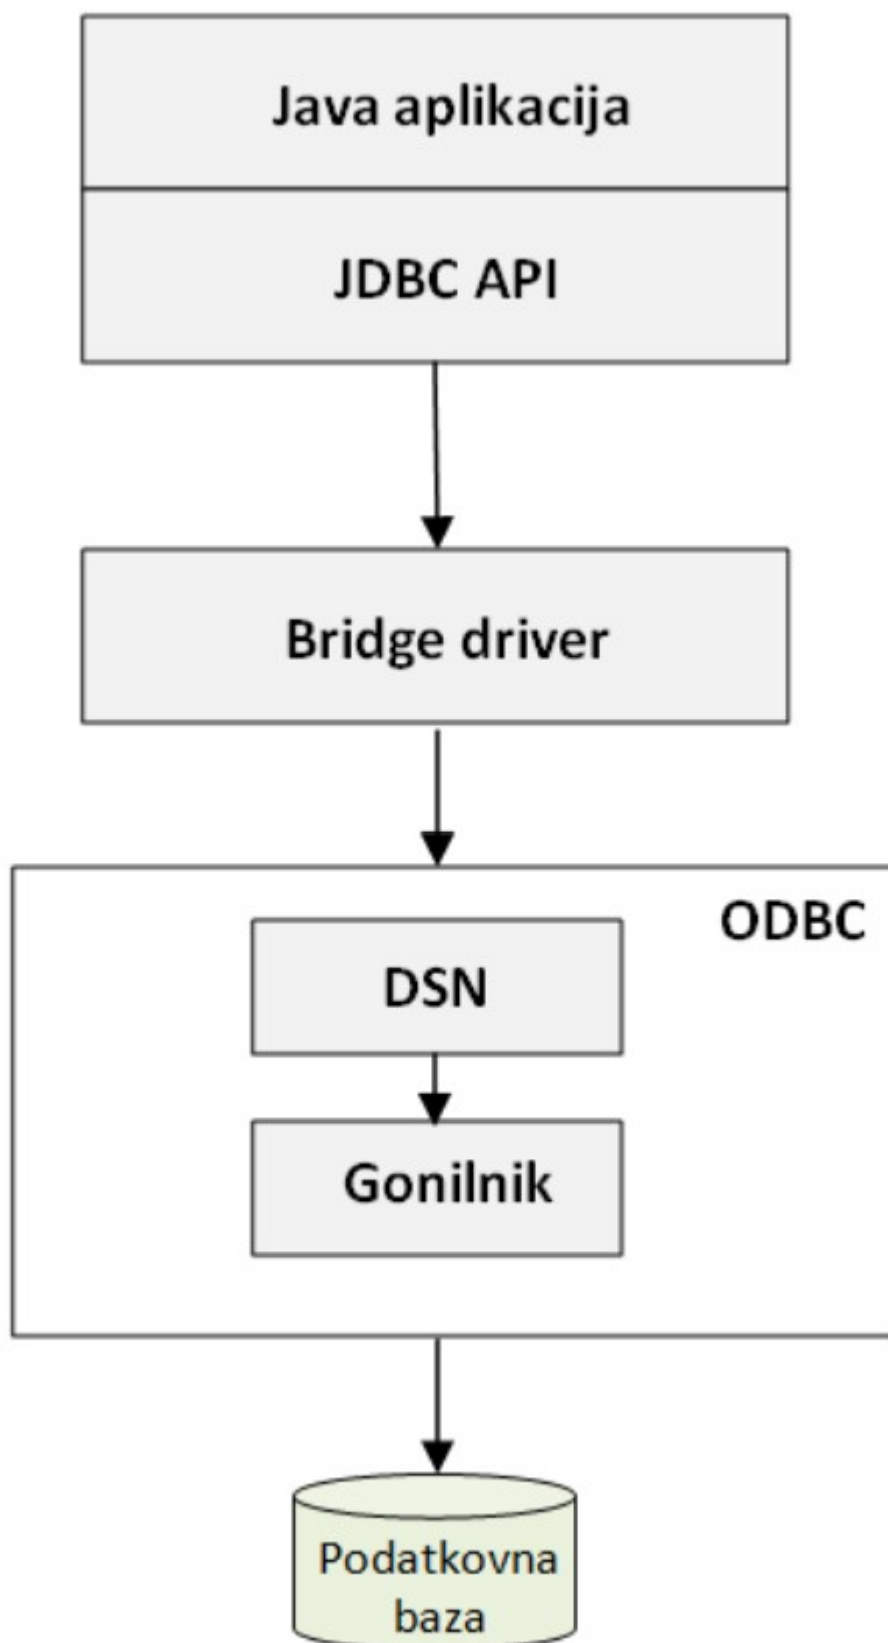 Java aplikacija
JDBC API
Bridge driver
ODBC
DSN
Gonilnik
Podatkovna
baza